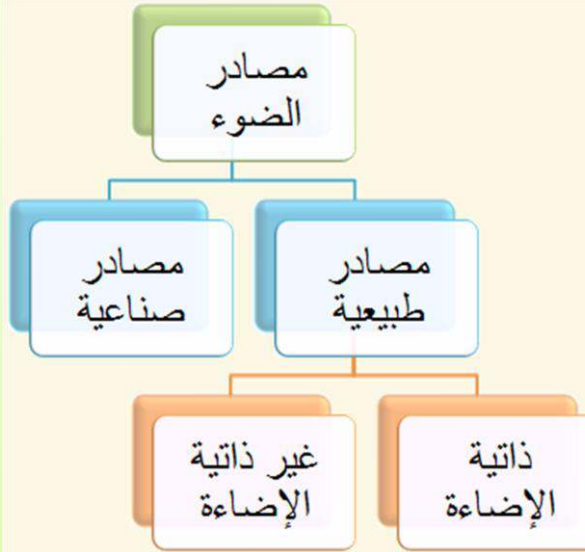 مصادر
الضوء
مصادر
طبيعية
مصادر
صناعية
ذاتية
الإضاءة
غير ذاتية
الإضاءة